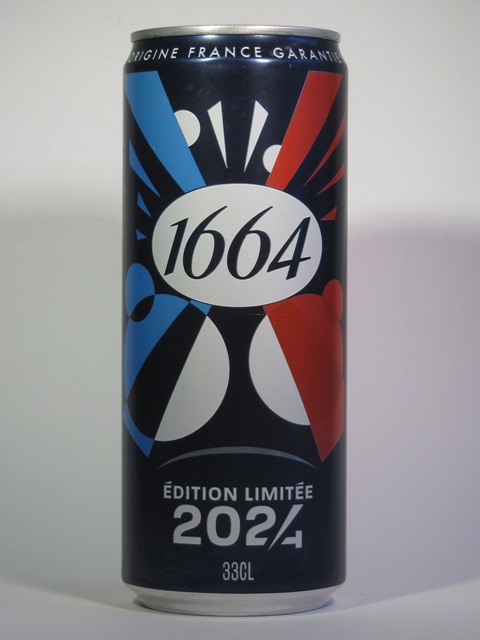 ORIGINE FRANCE GARANTIE
1664
ÉDITION LIMITÉE
2024
33CL